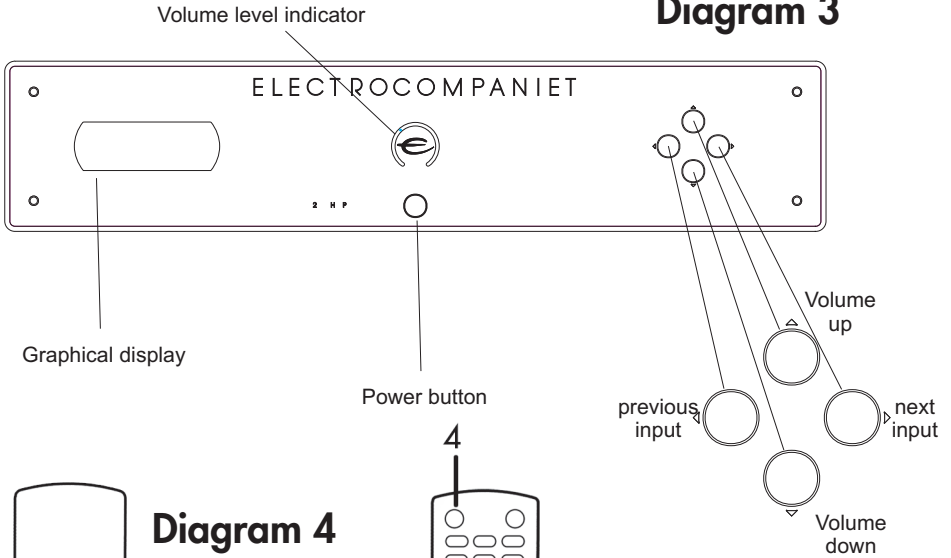 Diagram 3
Volume level indicator
ELECTROCOMPANIET
2 H P
Graphical display
Power button
Volume
up
previous
input
next
input
Volume
down
4
Diagram 4